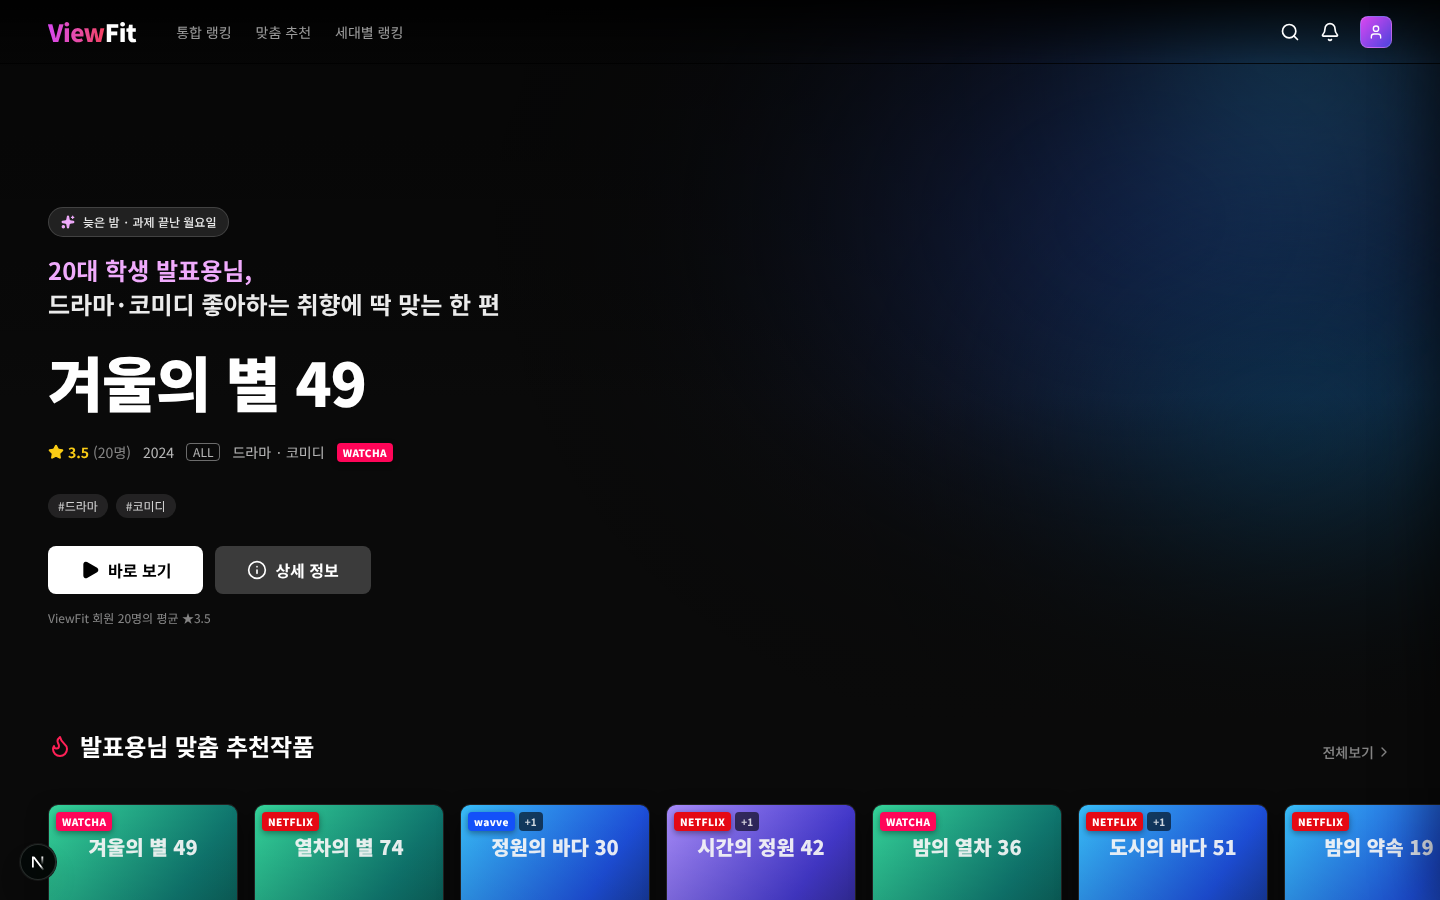 ViewFit 통합 랭킹 맞춤 추천 세대별 랭킹
늦은 밤 · 과제 끝난 월요일
20대 학생 발표용님,
드라마·코미디 좋아하는 취향에 딱 맞는 한 편
겨울의 별 49
3.5 (20명) 2024 ALL 드라마 · 코미디 WATCHA
#드라마 #코미디
바로 보기 상세 정보
ViewFit 회원 20명의 평균 ★3.5
발표용님 맞춤 추천작품
전체보기
WATCHA NETFLIX wavve +1 NETFLIX +1 WATCHA NETFLIX +1 NETFLIX
겨울의 별 49 열차의 별 74 정원의 바다 30 시간의 정원 42 밤의 열차 36 도시의 바다 51 밤의 약속 19
N